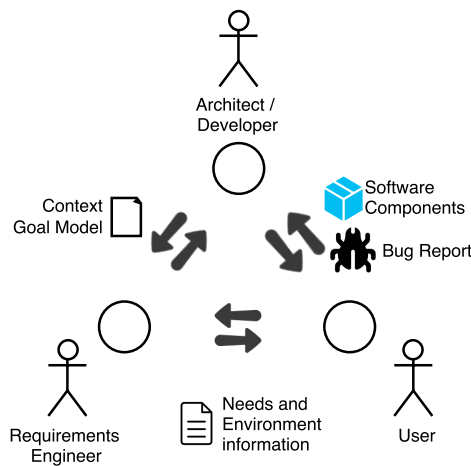 Architect /
Developer
Context
Goal Model
Software
Components
Bug Report
Needs and
Environment
information
Requirements
Engineer
User